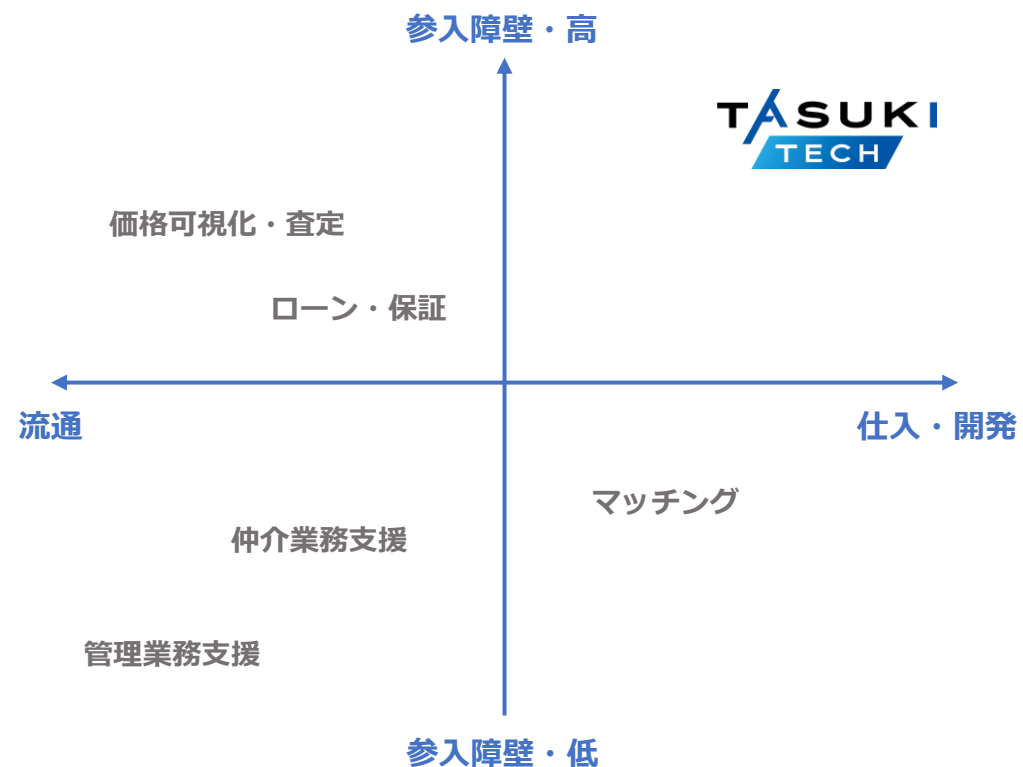 参入障壁・高
TASUKI
TECH
価格可視化・査定
ローン・保証
流通
仕入・開発
マッチング
仲介業務支援
管理業務支援
参入障壁・低